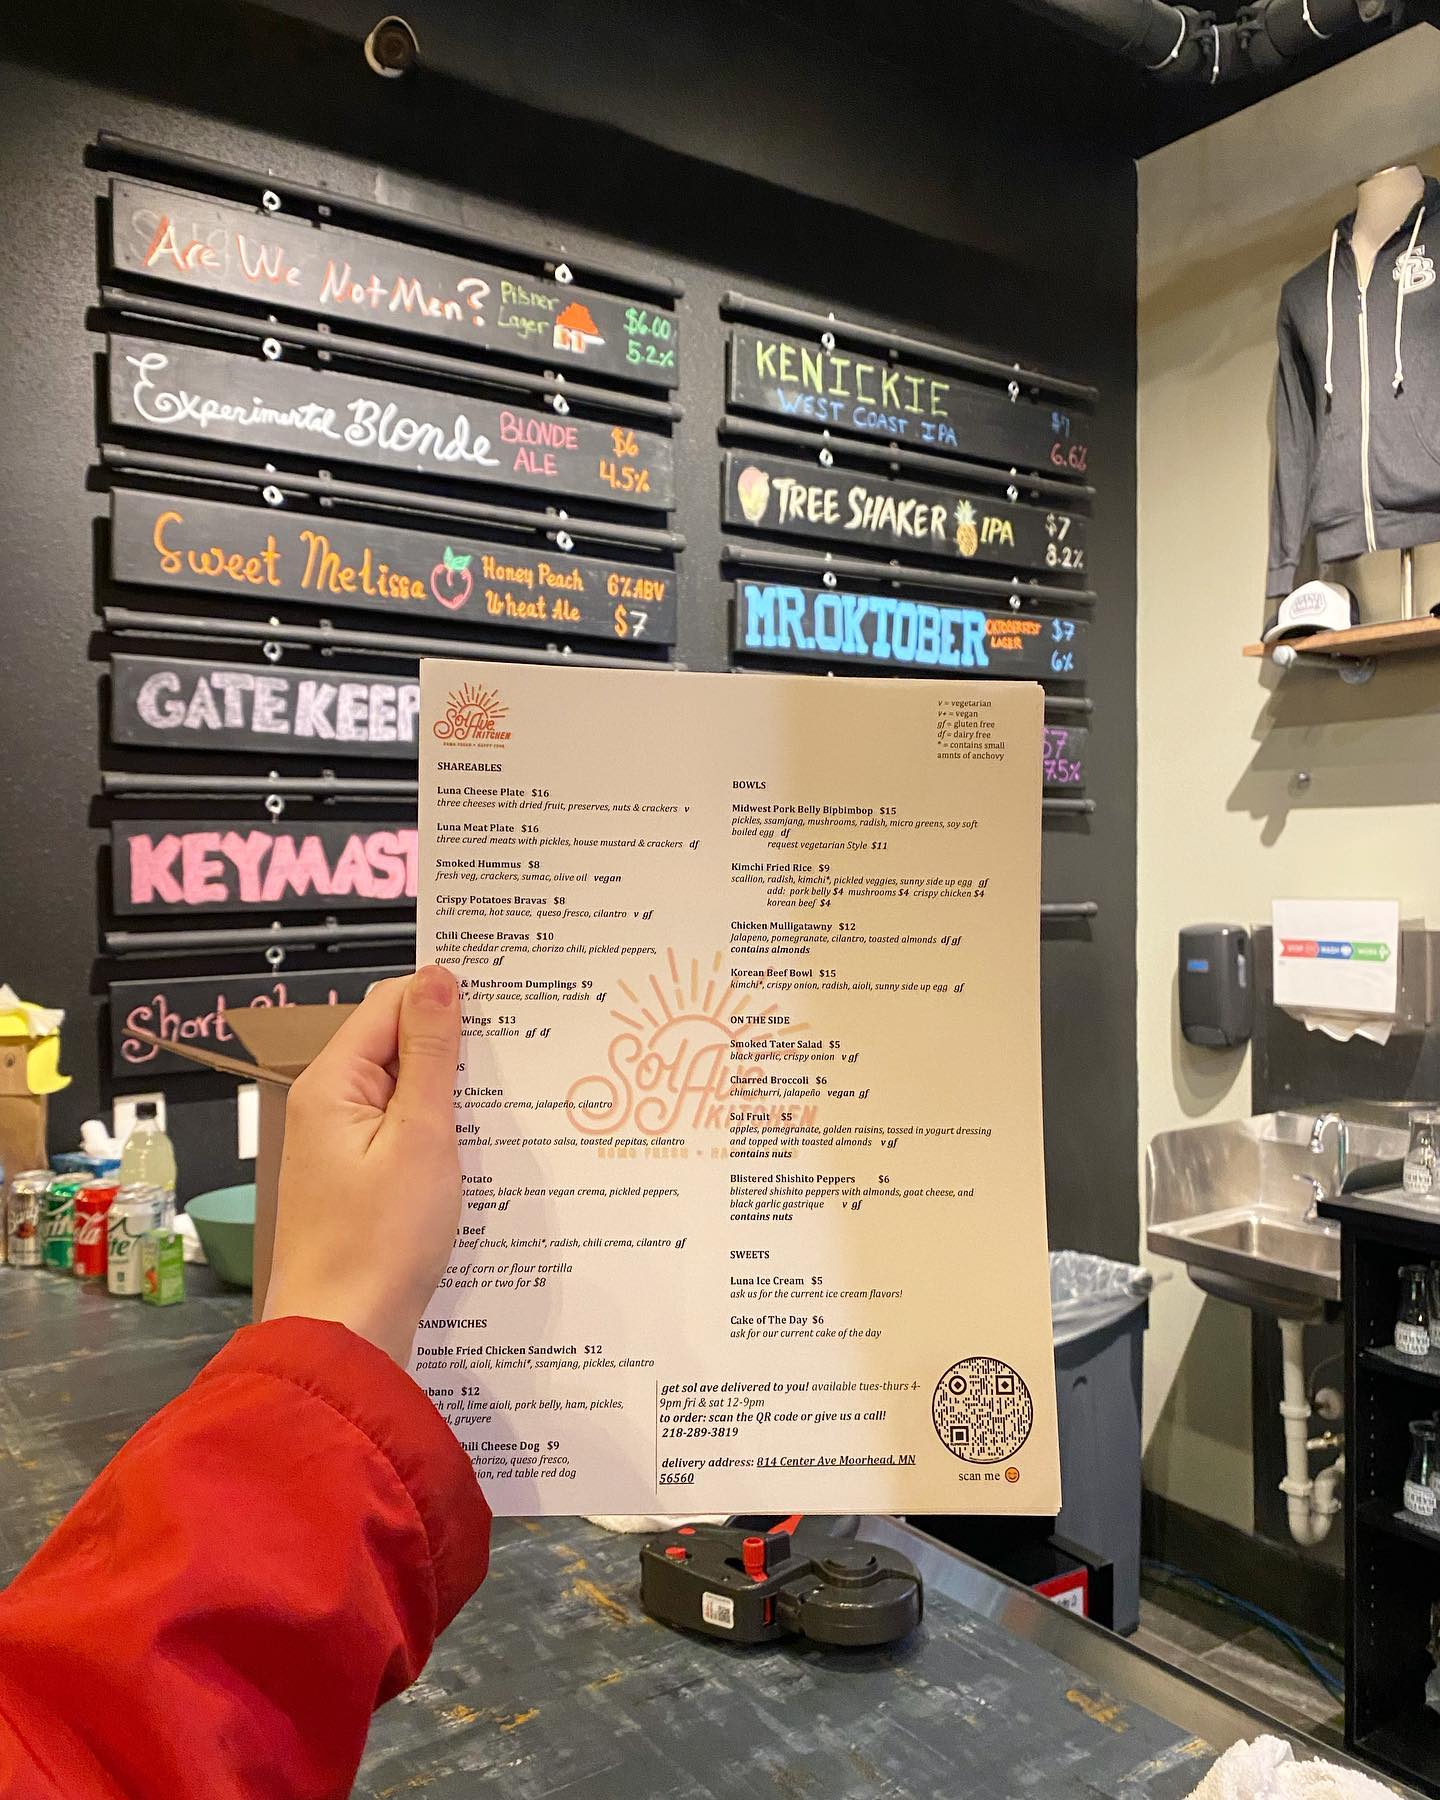 Are We Not Men? Pilsner Lager $6.00 5.2%
Experimental Blonde BLONDE ALE $6 4.5%
Sweet Melissa Honey Peach Wheat Ale 6% ABV $7
GATE KEEP
KEYMAST
Short
KENICKIE
WEST COAST IPA $7 6.6%
TREE SHAKER IPA $7 8.2%
MR. OKTOBER OKTOBERFEST LAGER $7 6%
$7
7.5%
Sol Ave.
KITCHEN
v = vegetarian
v+ = vegan
gf = gluten free
df = dairy free
* = contains small
amnts of anchovy
SHAREABLES
Luna Cheese Plate $16
three cheeses with dried fruit, preserves, nuts & crackers v
Luna Meat Plate $16
three cured meats with pickles, house mustard & crackers df
Smoked Hummus $8
fresh veg, crackers, sumac, olive oil vegan
Crispy Potatoes Bravas $8
chili crema, hot sauce, queso fresco, cilantro v gf
Chili Cheese Bravas $10
white cheddar crema, chorizo chili, pickled peppers,
queso fresco gf
& Mushroom Dumplings $9
dirty sauce, scallion, radish df
Wings $13
scallion gf df
Chicken
avocado crema, jalapeño, cilantro
Belly
sambal, sweet potato salsa, toasted pepitas, cilantro
Potato
black bean vegan crema, pickled peppers,
vegan gf
Beef
beef chuck, kimchi*, radish, chili crema, cilantro gf
of corn or flour tortilla
each or two for $8
SANDWICHES
Double Fried Chicken Sandwich $12
potato roll, aioli, kimchi*, ssamjang, pickles, cilantro
$12
roll, lime aioli, pork belly, ham, pickles,
gruyere
Cheese Dog $9
chorizo, queso fresco,
red table red dog
BOWLS
Midwest Pork Belly Bipbimbop $15
pickles, ssamjang, mushrooms, radish, micro greens, soy soft
boiled egg df
request vegetarian Style $11
Kimchi Fried Rice $9
scallion, radish, kimchi*, pickled veggies, sunny side up egg gf
add: pork belly $4 mushrooms $4 crispy chicken $4
korean beef $4
Chicken Mulligatawny $12
Jalapeno, pomegranate, cilantro, toasted almonds df gf
contains almonds
Korean Beef Bowl $15
kimchi*, crispy onion, radish, aioli, sunny side up egg gf
ON THE SIDE
Smoked Tater Salad $5
black garlic, crispy onion v gf
Charred Broccoli $6
chimichurri, jalapeño vegan gf
Sol Fruit $5
apples, pomegranate, golden raisins, tossed in yogurt dressing
and topped with toasted almonds v gf
contains nuts
Blistered Shishito Peppers $6
blistered shishito peppers with almonds, goat cheese, and
black garlic gastrique v gf
contains nuts
SWEETS
Luna Ice Cream $5
ask us for the current ice cream flavors!
Cake of The Day $6
ask for our current cake of the day
get sol ave delivered to you! available tues-thurs 4-
9pm fri & sat 12-9pm
to order: scan the QR code or give us a call!
218-289-3819
delivery address: 814 Center Ave Moorhead, MN
56560
scan me
Sol Ave.
KITCHEN